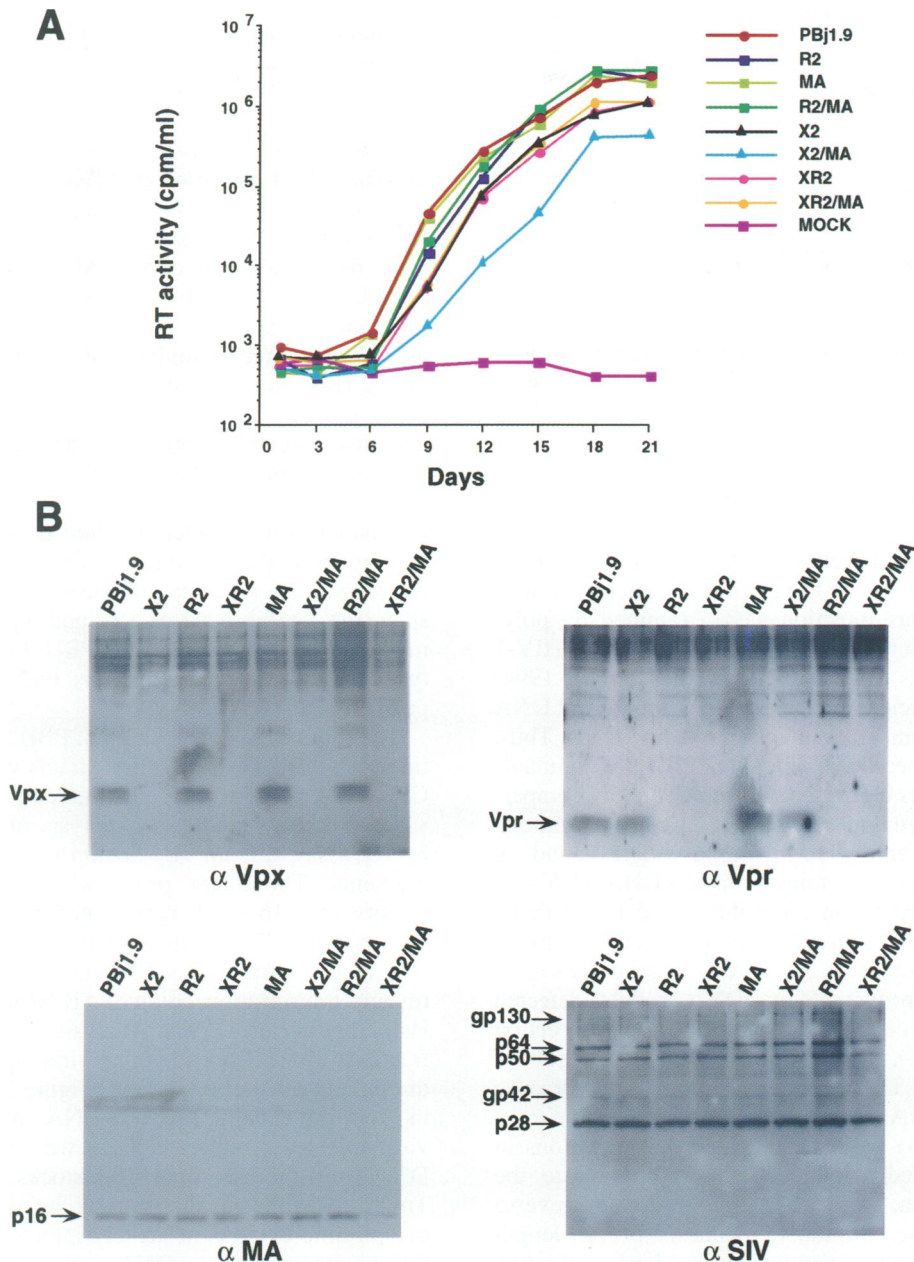 A
RT activity (cpm/ml)
10^7
10^6
10^5
10^4
10^3
10^2
0 3 6 9 12 15 18 21
Days
PBj1.9
R2
MA
R2/MA
X2
X2/MA
XR2
XR2/MA
MOCK
B
PBj1.9 X2 R2 XR2 MA X2/MA R2/MA XR2/MA
Vpx
α Vpx
PBj1.9 X2 R2 XR2 MA X2/MA R2/MA XR2/MA
Vpr
α Vpr
PBj1.9 X2 R2 XR2 MA X2/MA R2/MA XR2/MA
p16
α MA
PBj1.9 X2 R2 XR2 MA X2/MA R2/MA XR2/MA
gp130
p64
p50
gp42
p28
α SIV